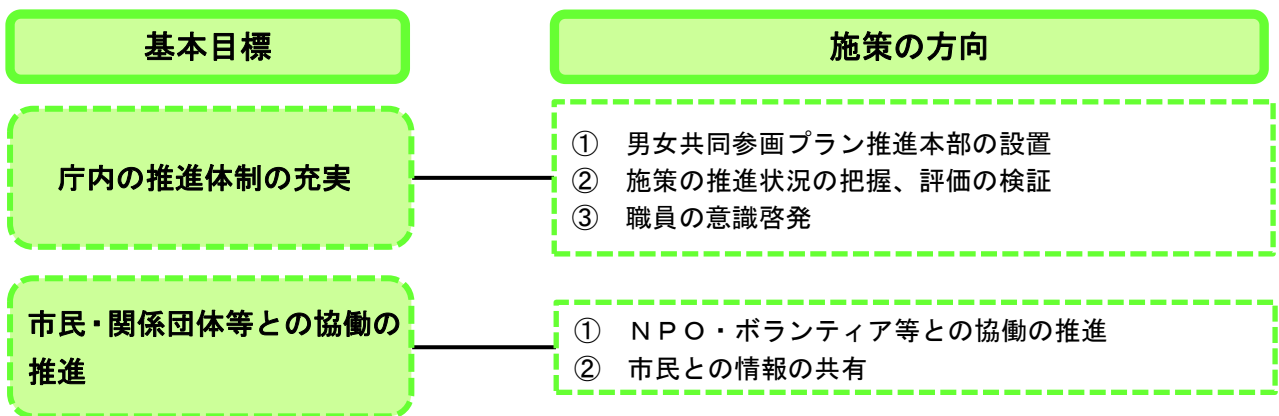 基本目標
施策の方向
庁内の推進体制の充実
① 男女共同参画プラン推進本部の設置
② 施策の推進状況の把握、評価の検証
③ 職員の意識啓発
市民・関係団体等との協働の
推進
① ＮＰＯ・ボランティア等との協働の推進
② 市民との情報の共有